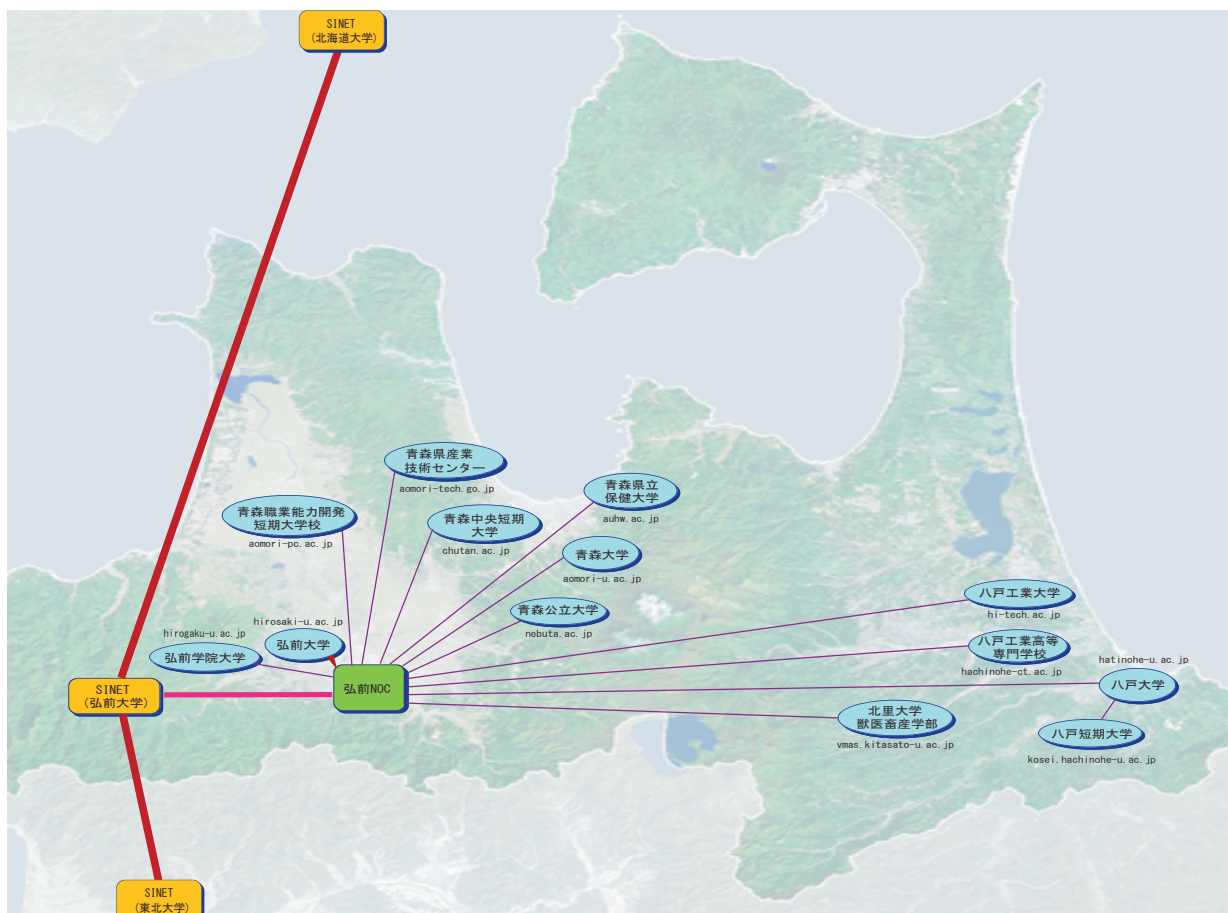 SINET
(北海道大学)
青森県産業
技術センター
aomori-tech.go.jp
青森県立
保健大学
auhw.ac.jp
青森職業能力開発
短期大学校
aomori-pc.ac.jp
青森中央短期
大学
chutan.ac.jp
青森大学
aomori-u.ac.jp
八戸工業大学
hi-tech.ac.jp
青森公立大学
nebuta.ac.jp
hirosaki-u.ac.jp
弘前大学
hirogaku-u.ac.jp
弘前学院大学
八戸工業高等
専門学校
hachinohe-ct.ac.jp
hatinohe-u.ac.jp
八戸大学
SINET
(弘前大学)
弘前NOC
北里大学
獣医畜産学部
vmas.kitasato-u.ac.jp
八戸短期大学
kosei.hachinohe-u.ac.jp
SINET
(東北大学)